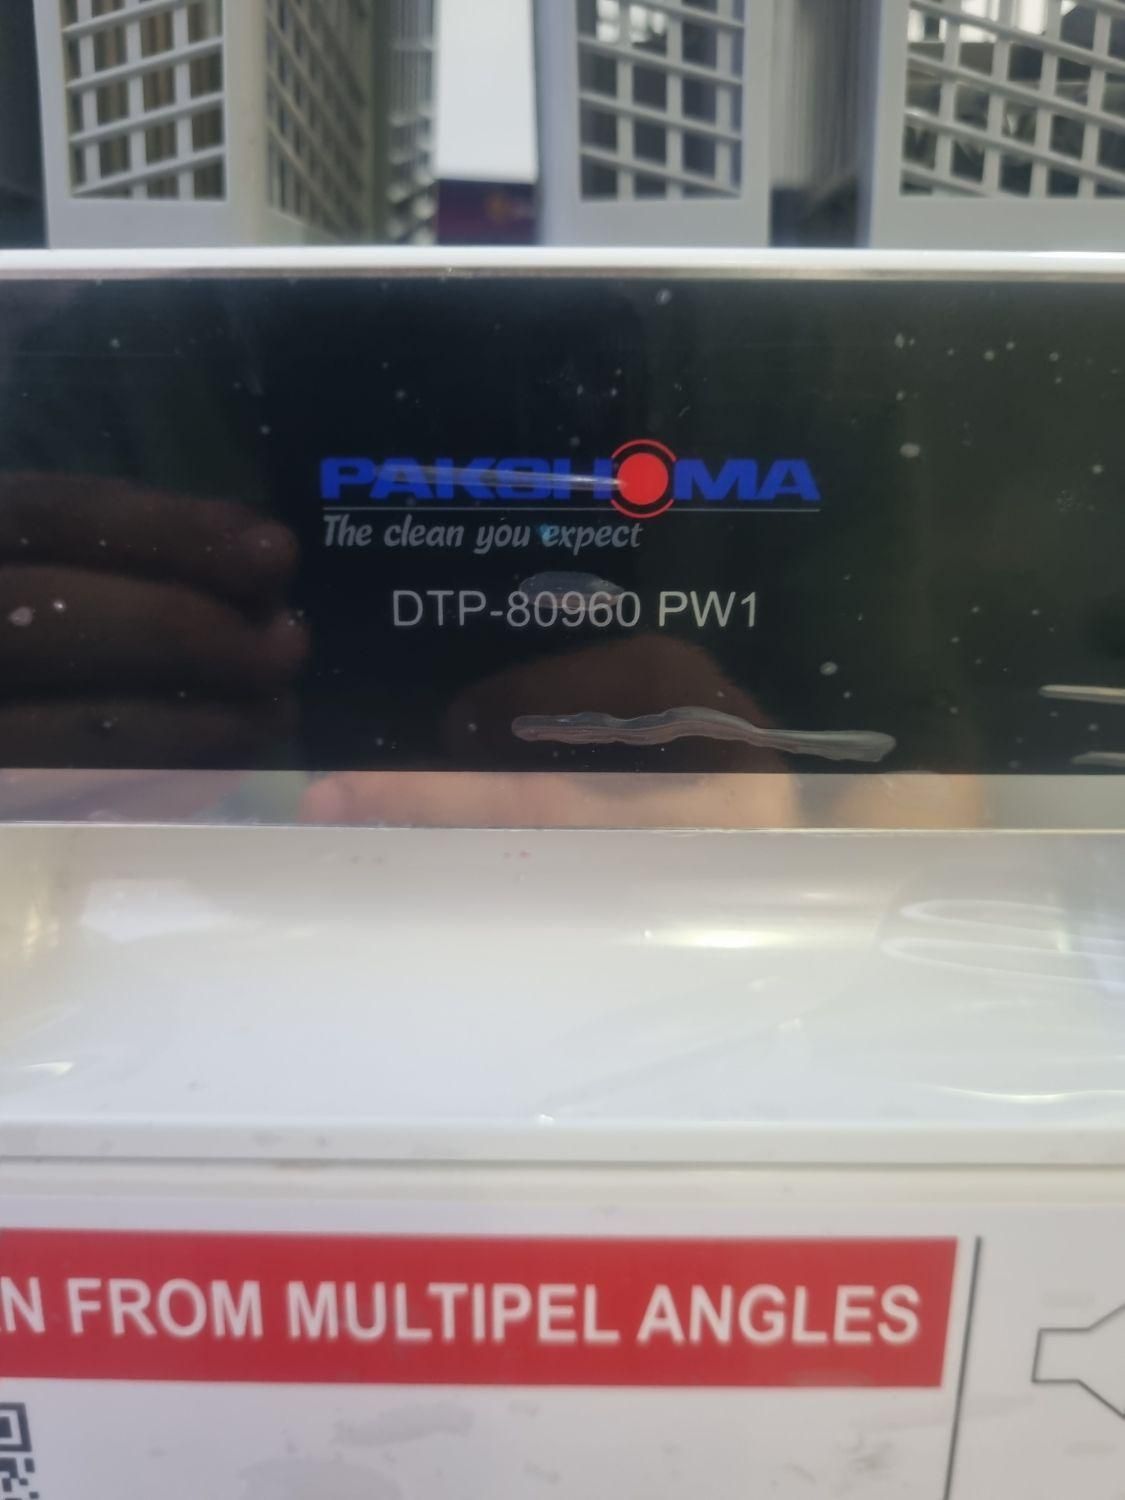 PAKSHOMA
The clean you expect
DTP-80960 PW1
N FROM MULTIPEL ANGLES